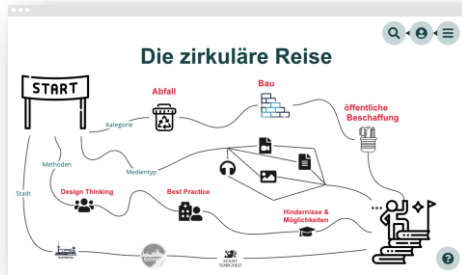 Die zirkuläre Reise
START
Abfall
Bau
öffentliche
Beschaffung
Kategorie
Methoden
Medientyp
Stadt
Design Thinking
Best Practice
Hindernisse &
Möglichkeiten
?